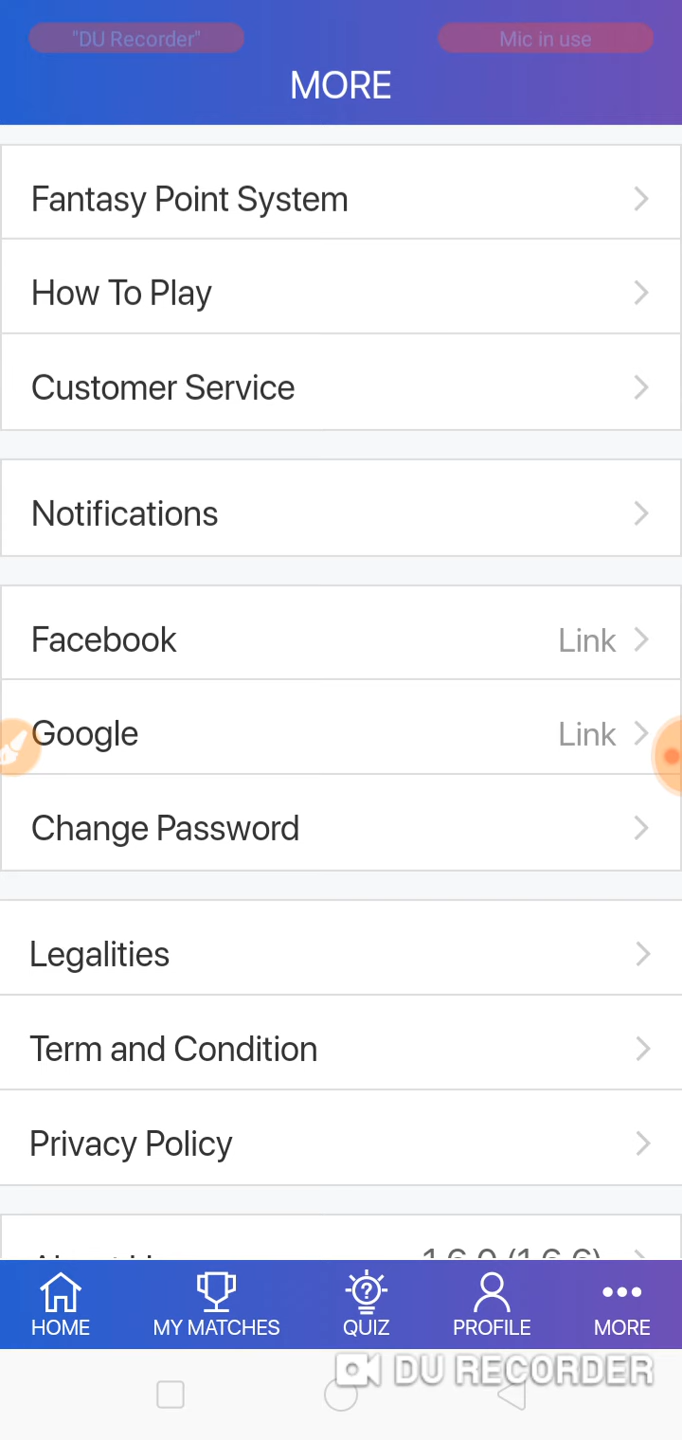 "DU Recorder" Mic in use
MORE
Fantasy Point System
How To Play
Customer Service
Notifications
Facebook Link
Google Link
Change Password
Legalities
Term and Condition
Privacy Policy
HOME MY MATCHES QUIZ PROFILE MORE
DU RECORDER